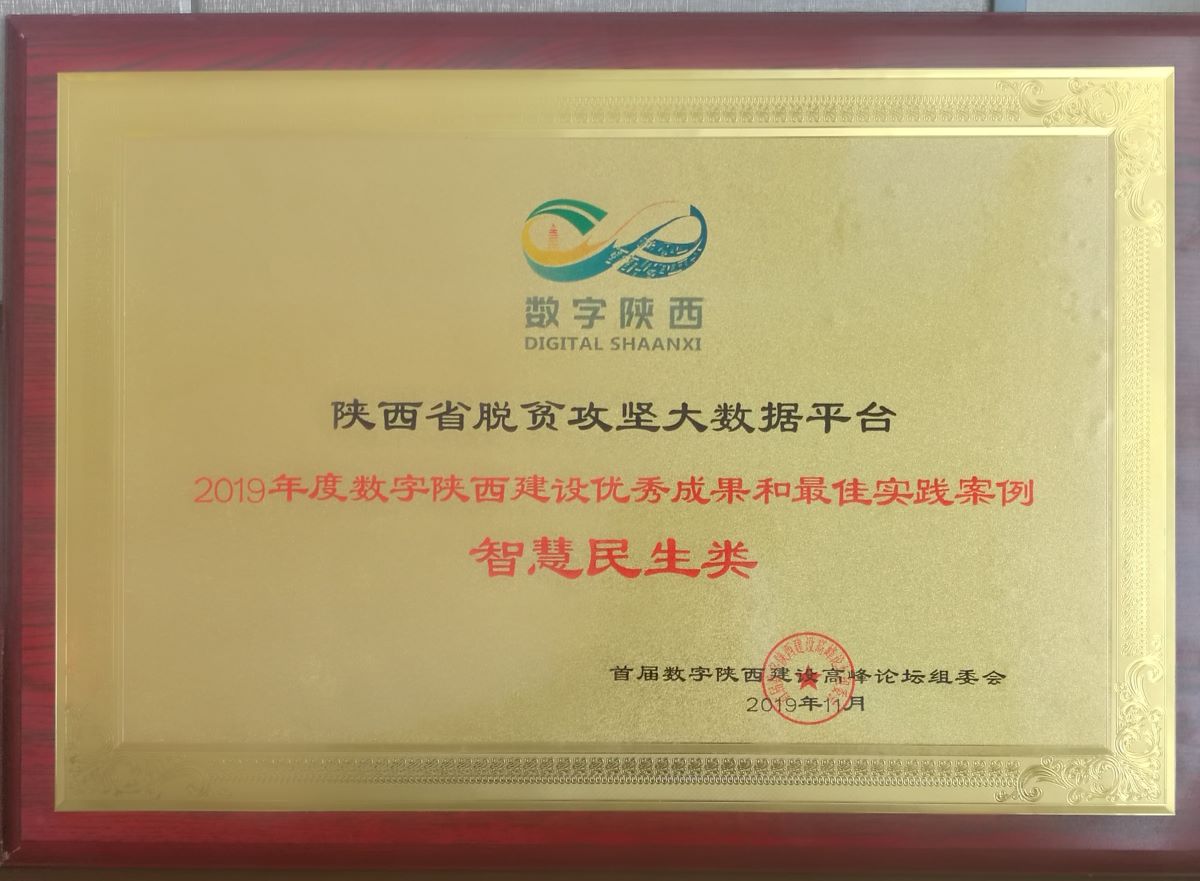 数字陕西
DIGITAL SHAANXI
陕西省脱贫攻坚大数据平台
2019年度数字陕西建设优秀成果和最佳实践案例
智慧民生类
首届数字陕西建设高峰论坛组委会
2019年11月